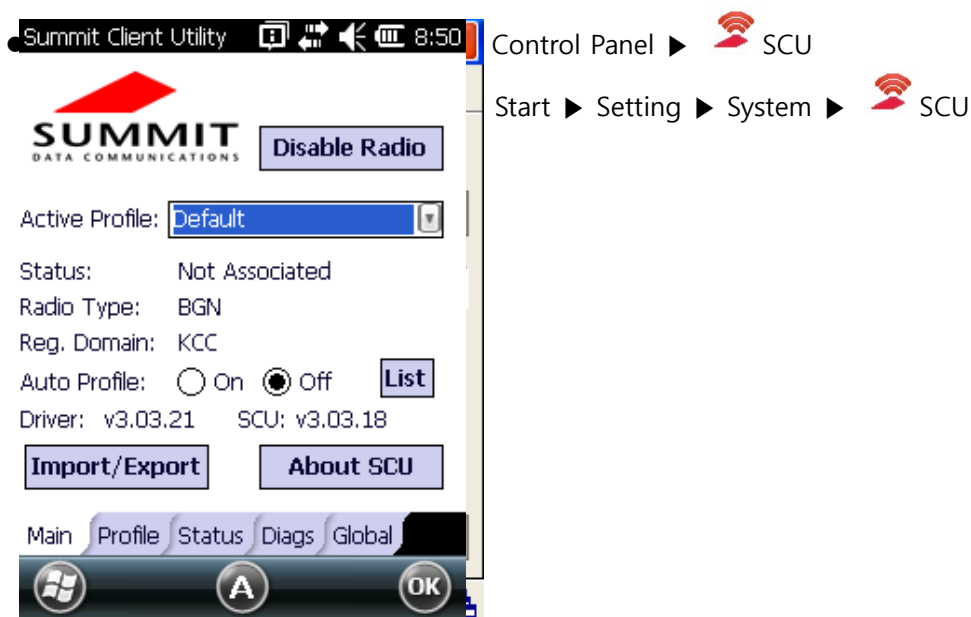 Summit Client Utility 8:50
Control Panel ▶ SCU
Start ▶ Setting ▶ System ▶ SCU
SUMMIT
DATA COMMUNICATIONS
Disable Radio
Active Profile: Default
Status: Not Associated
Radio Type: BGN
Reg. Domain: KCC
Auto Profile: On Off List
Driver: v3.03.21 SCU: v3.03.18
Import/Export About SCU
Main Profile Status Diags Global
A OK